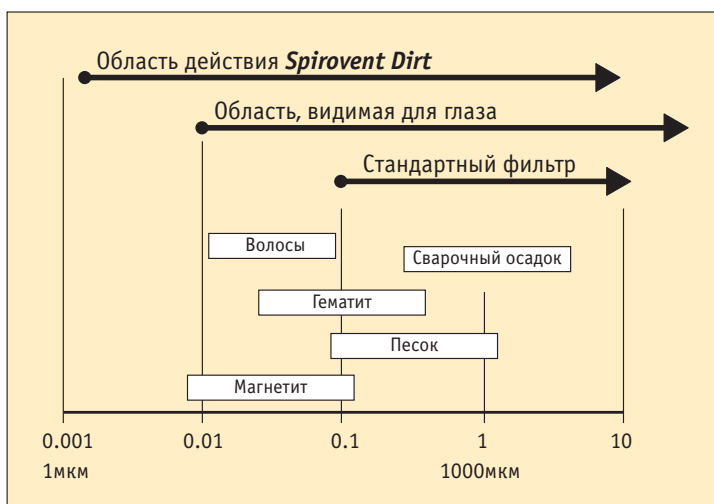 Область действия Spirovent Dirt
Область, видимая для глаза
Стандартный фильтр
Волосы
Сварочный осадок
Гематит
Песок
Магнетит
0.001 0.01 0.1 1 10
1мкм 1000мкм